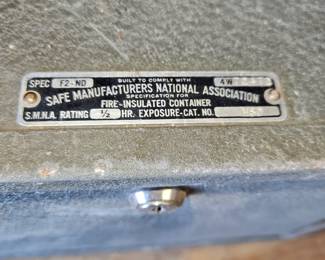 SPEC F2-ND BUILT TO COMPLY WITH 4W
SAFE MANUFACTURERS NATIONAL ASSOCIATION
SPECIFICATION FOR
FIRE-INSULATED CONTAINER
S.M.N.A. RATING 1/2 HR. EXPOSURE-CAT. NO.